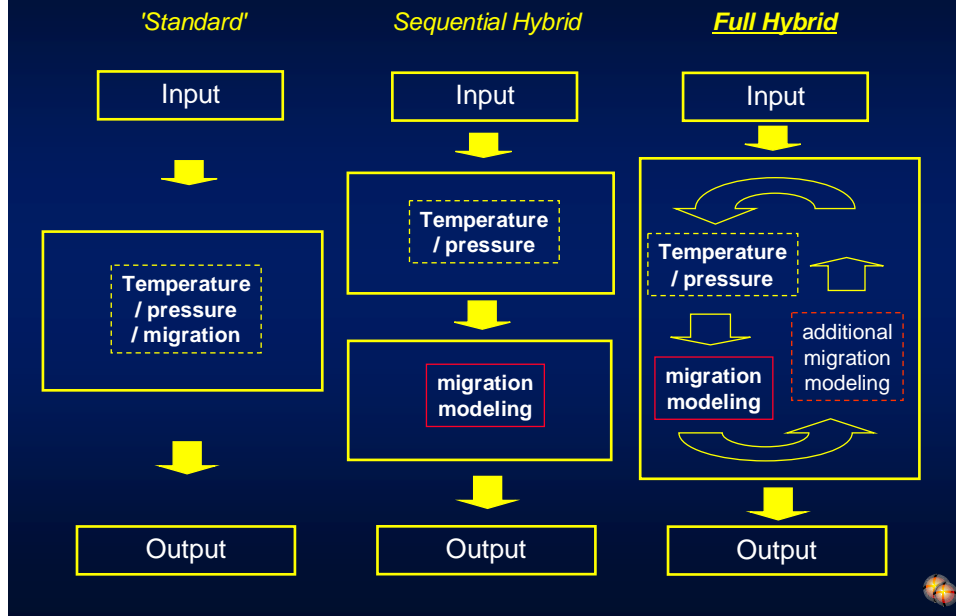 'Standard'
Input
Temperature
/ pressure
/ migration
Output
Sequential Hybrid
Input
Temperature
/ pressure
migration
modeling
Output
Full Hybrid
Input
Temperature
/ pressure
migration
modeling
additional
migration
modeling
Output